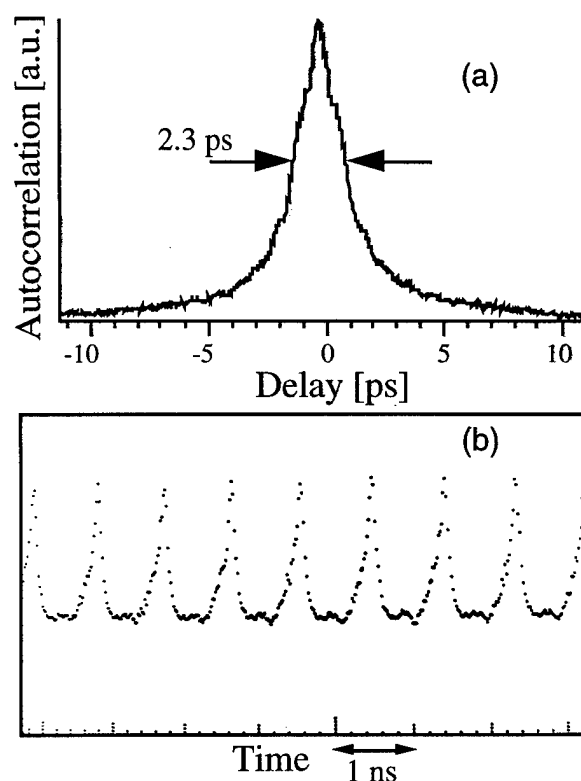 (a)
2.3 ps
Autocorrelation [a.u.]
-10 -5 0 5 10
Delay [ps]
(b)
Time
1 ns